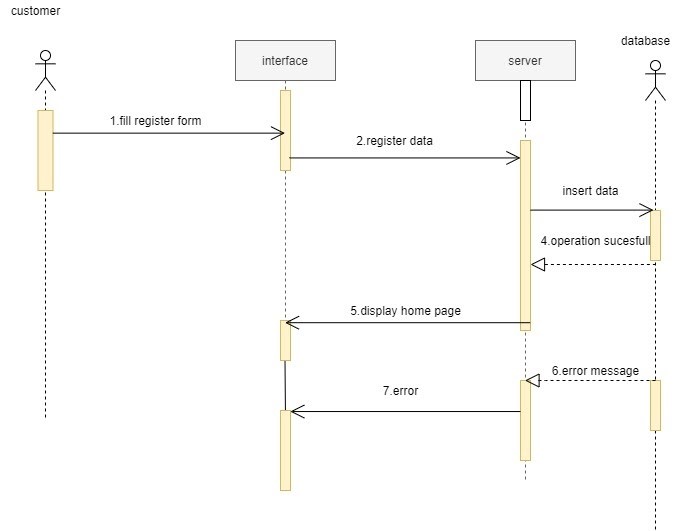 customer
interface
server
database
1.fill register form
2.register data
insert data
4.operation sucesfull
5.display home page
6.error message
7.error